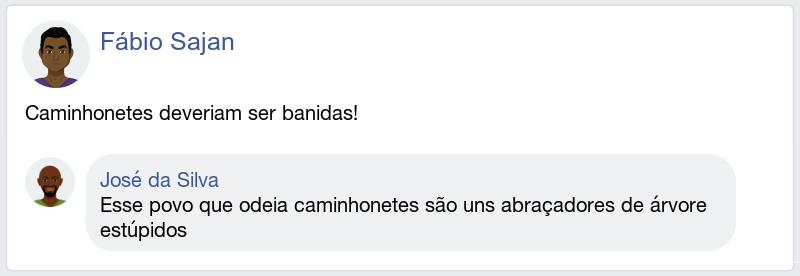 Fábio Sajan
Caminhonetes deveriam ser banidas!
José da Silva
Esse povo que odeia caminhonetes são uns abraçadores de árvore
estúpidos